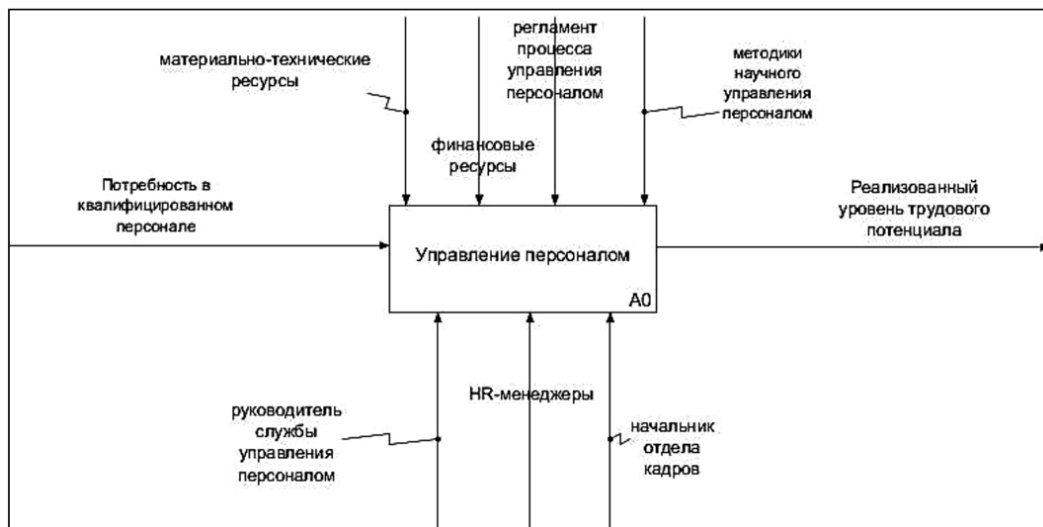 материально-технические
ресурсы
регламент
процесса
управления
персоналом
методики
научного
управления
персоналом
финансовые
ресурсы
Потребность в
квалифицированном
персонале
Реализованный
уровень трудового
потенциала
Управление персоналом
A0
руководитель
службы
управления
персоналом
HR-менеджеры
начальник
отдела
кадров